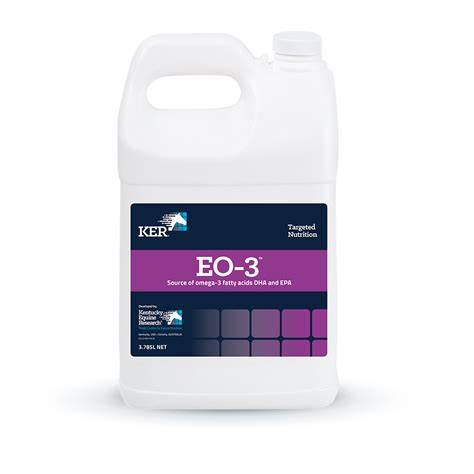 KER
Targeted
Nutrition
EO-3™
Source of omega-3 fatty acids DHA and EPA
Developed by:
Kentucky
Equine
Research
3.785L NET